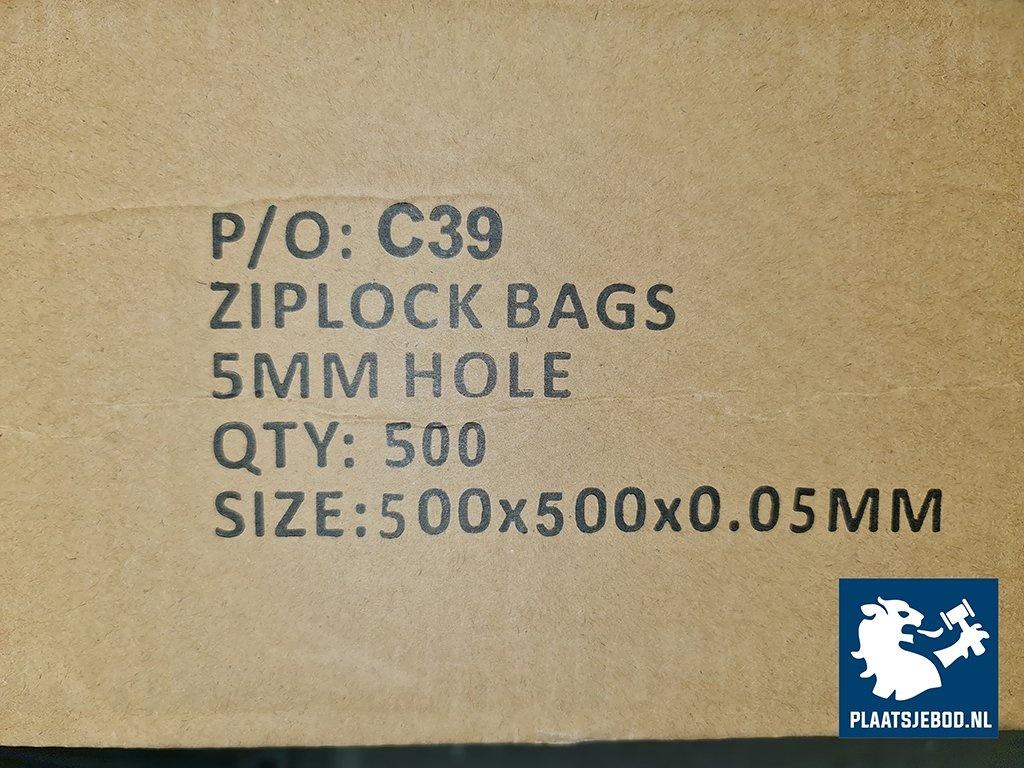 P/O: C39
ZIPLOCK BAGS
5MM HOLE
QTY: 500
SIZE:500x500x0.05MM
PLAATSJEBOD.NL